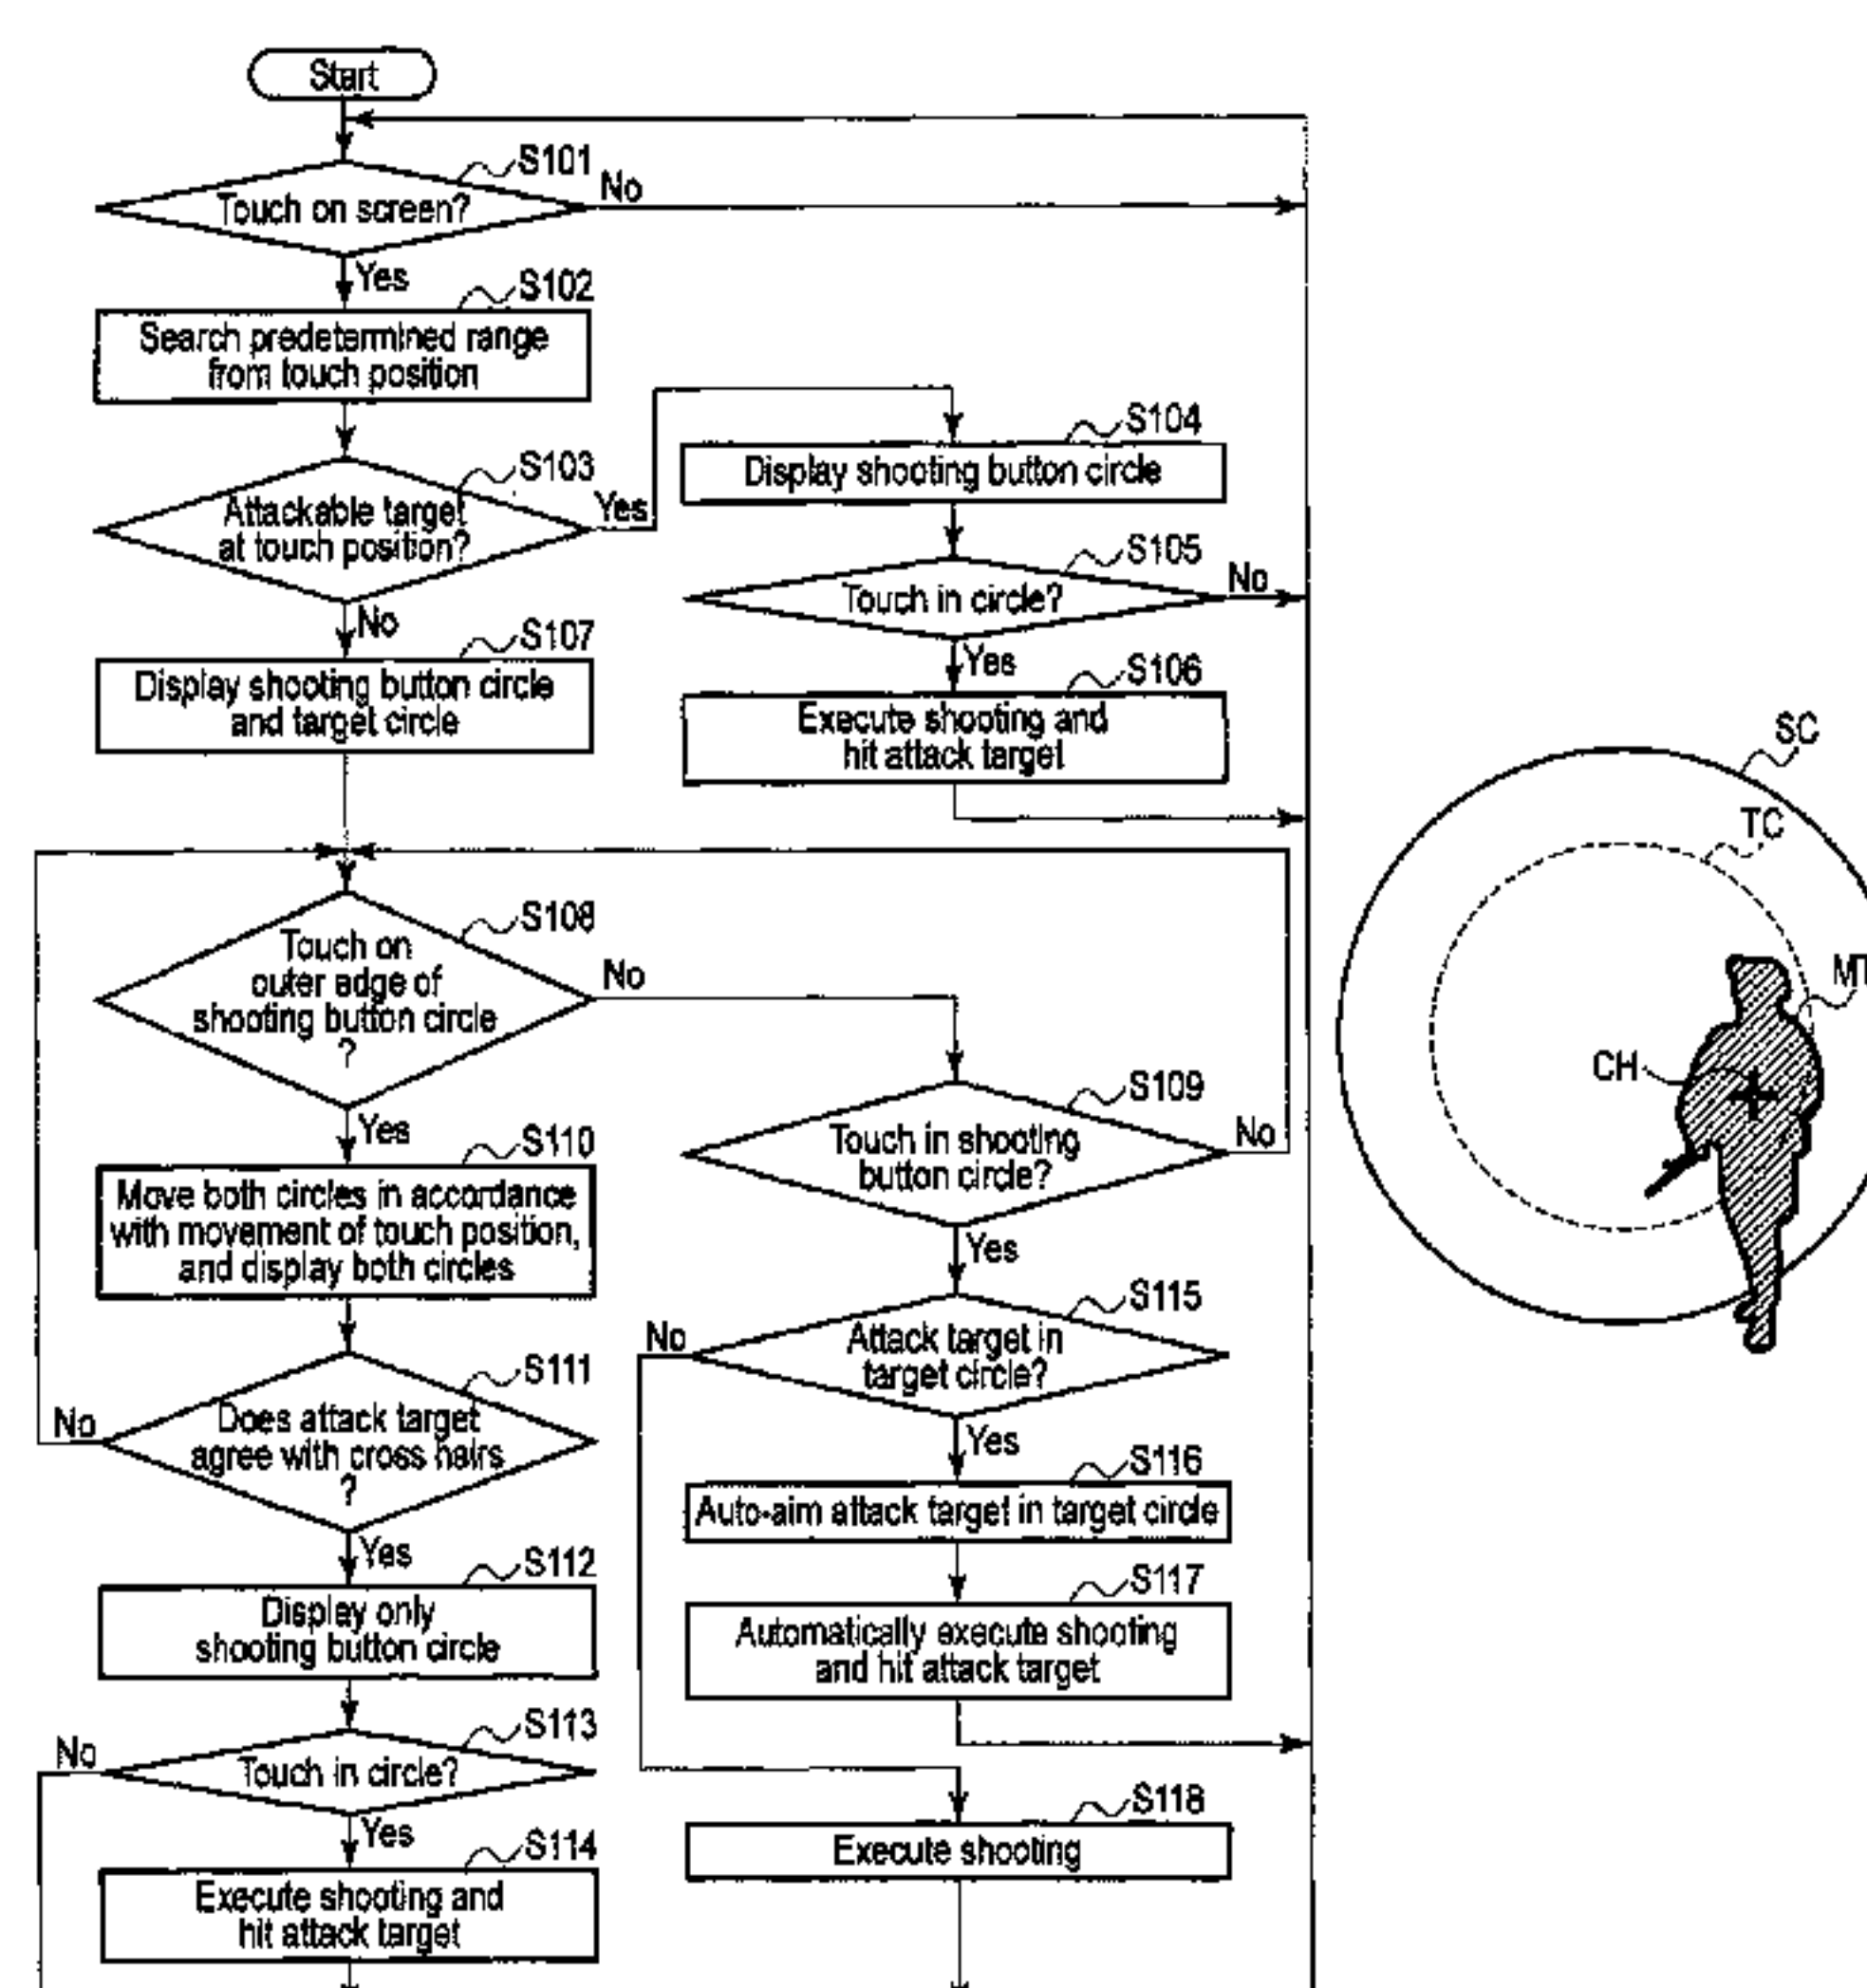 Start
S101
Touch on screen?
No
Yes
S102
Search predetermined range
from touch position
S103
Attackable target
at touch position?
Yes
No
S104
Display shooting button circle
S105
Touch in circle?
No
Yes
S106
Execute shooting and
hit attack target
S107
Display shooting button circle
and target circle
S108
Touch on
outer edge of
shooting button circle
?
No
Yes
S109
Touch in shooting
button circle?
No
Yes
S110
Move both circles in accordance
with movement of touch position,
and display both circles
S111
Does attack target
agree with cross hairs
?
No
Yes
S112
Display only
shooting button circle
S113
Touch in circle?
No
Yes
S114
Execute shooting and
hit attack target
S115
Attack target in
target circle?
No
Yes
S116
Auto-aim attack target in target circle
S117
Automatically execute shooting
and hit attack target
S118
Execute shooting
SC
TC
MT
CH